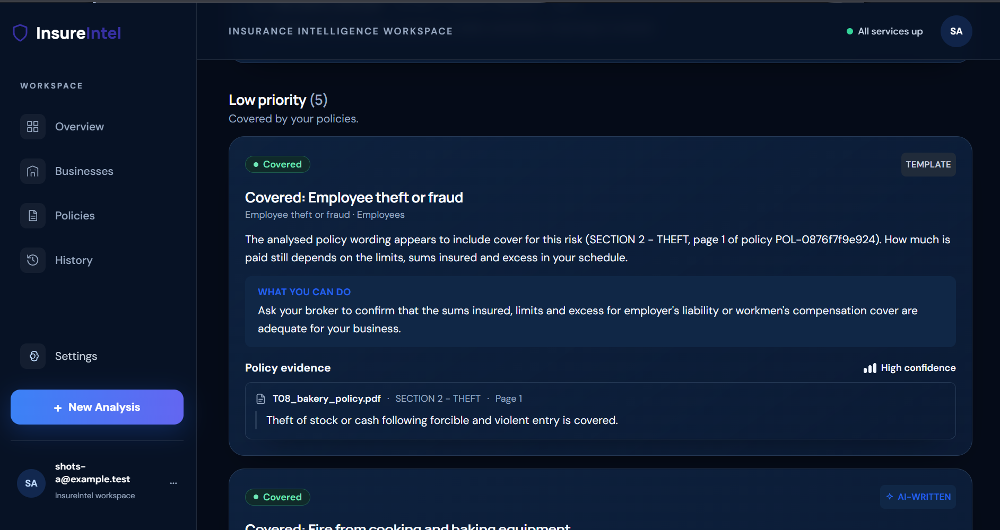 InsureIntel
WORKSPACE
Overview
Businesses
Policies
History
Settings
+ New Analysis
SA
shots-
a@example.test
InsureIntel workspace
...
INSURANCE INTELLIGENCE WORKSPACE
All services up
SA
Low priority (5)
Covered by your policies.
Covered
TEMPLATE
Covered: Employee theft or fraud
Employee theft or fraud · Employees
The analysed policy wording appears to include cover for this risk (SECTION 2 - THEFT, page 1 of policy POL-0876f7f9e924). How much is
paid still depends on the limits, sums insured and excess in your schedule.
WHAT YOU CAN DO
Ask your broker to confirm that the sums insured, limits and excess for employer's liability or workmen's compensation cover are
adequate for your business.
Policy evidence
High confidence
T08_bakery_policy.pdf · SECTION 2 - THEFT · Page 1
Theft of stock or cash following forcible and violent entry is covered.
Covered
AI-WRITTEN
Covered: Fire from cooking and baking equipment